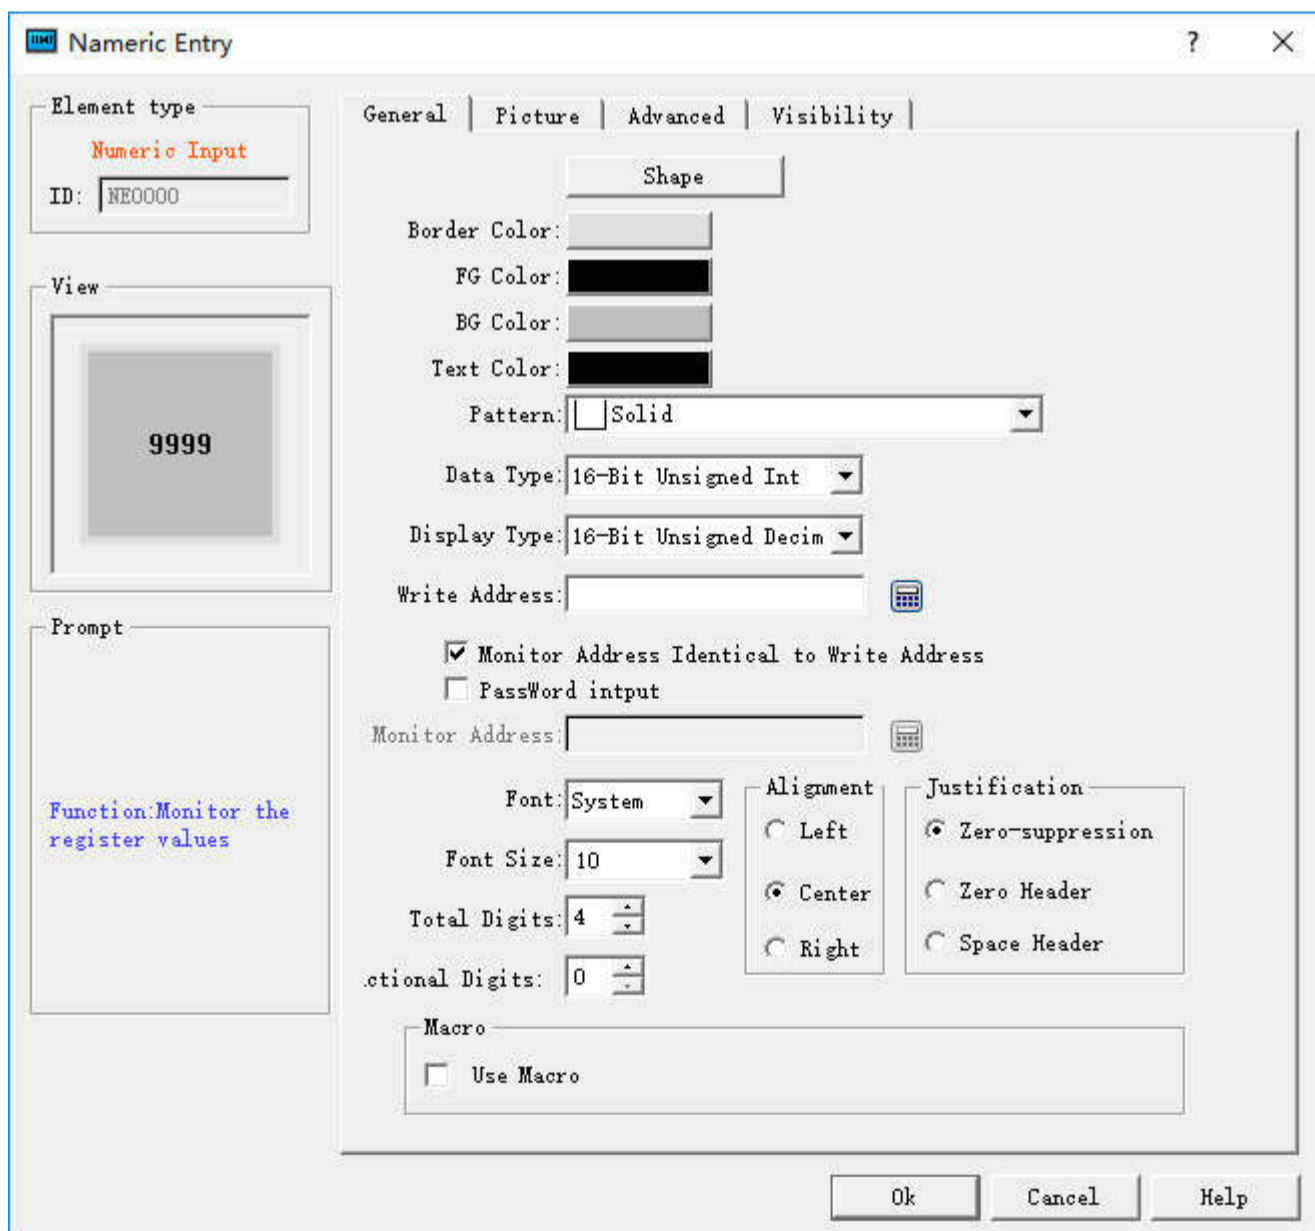 Nameric Entry
?
Element type
Numeric Input
ID: NE0000
View
9999
Prompt
Function:Monitor the
register values
General Picture Advanced Visibility
Shape
Border Color:
FG Color:
BG Color:
Text Color:
Pattern: Solid
Data Type: 16-Bit Unsigned Int
Display Type: 16-Bit Unsigned Decim
Write Address:
Monitor Address Identical to Write Address
PassWord intput
Monitor Address:
Font: System
Font Size: 10
Total Digits: 4
ctional Digits: 0
Alignment
Left
Center
Right
Justification
Zero-suppression
Zero Header
Space Header
Macro
Use Macro
Ok Cancel Help